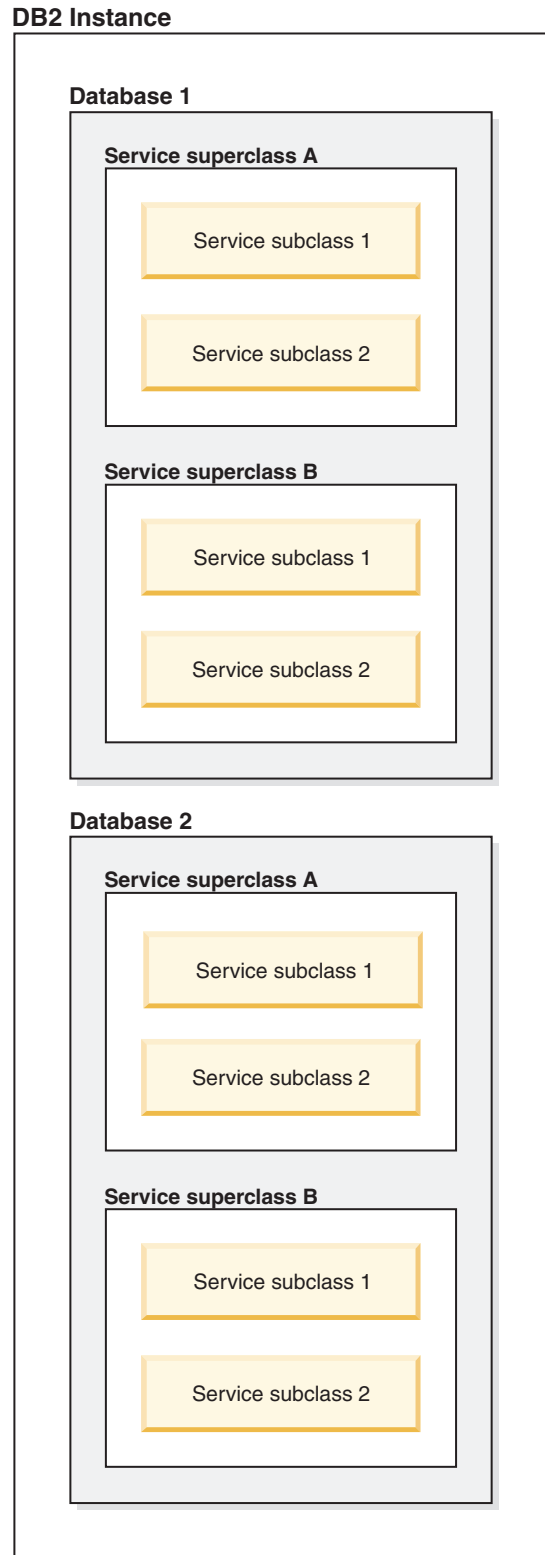 DB2 Instance
Database 1
Service superclass A
Service subclass 1
Service subclass 2
Service superclass B
Service subclass 1
Service subclass 2
Database 2
Service superclass A
Service subclass 1
Service subclass 2
Service superclass B
Service subclass 1
Service subclass 2